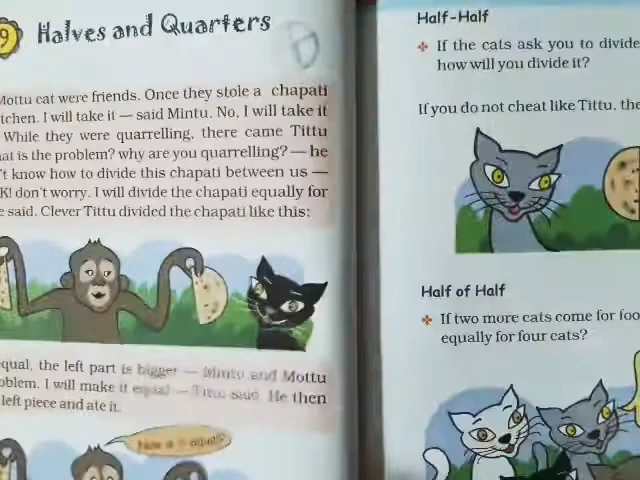 9 Halves and Quarters
Mottu cat were friends. Once they stole a chapati
tchen. I will take it — said Mintu. No, I will take it
While they were quarrelling, there came Tittu
at is the problem? why are you quarrelling? — he
't know how to divide this chapati between us —
K! don't worry. I will divide the chapati equally for
e said. Clever Tittu divided the chapati like this:
qual, the left part is bigger — Mintu and Mottu
oblem. I will make it equal — Tittu said. He then
left piece and ate it.
Half-Half
If the cats ask you to divide
how will you divide it?
If you do not cheat like Tittu, the
Half of Half
If two more cats come for foo
equally for four cats?